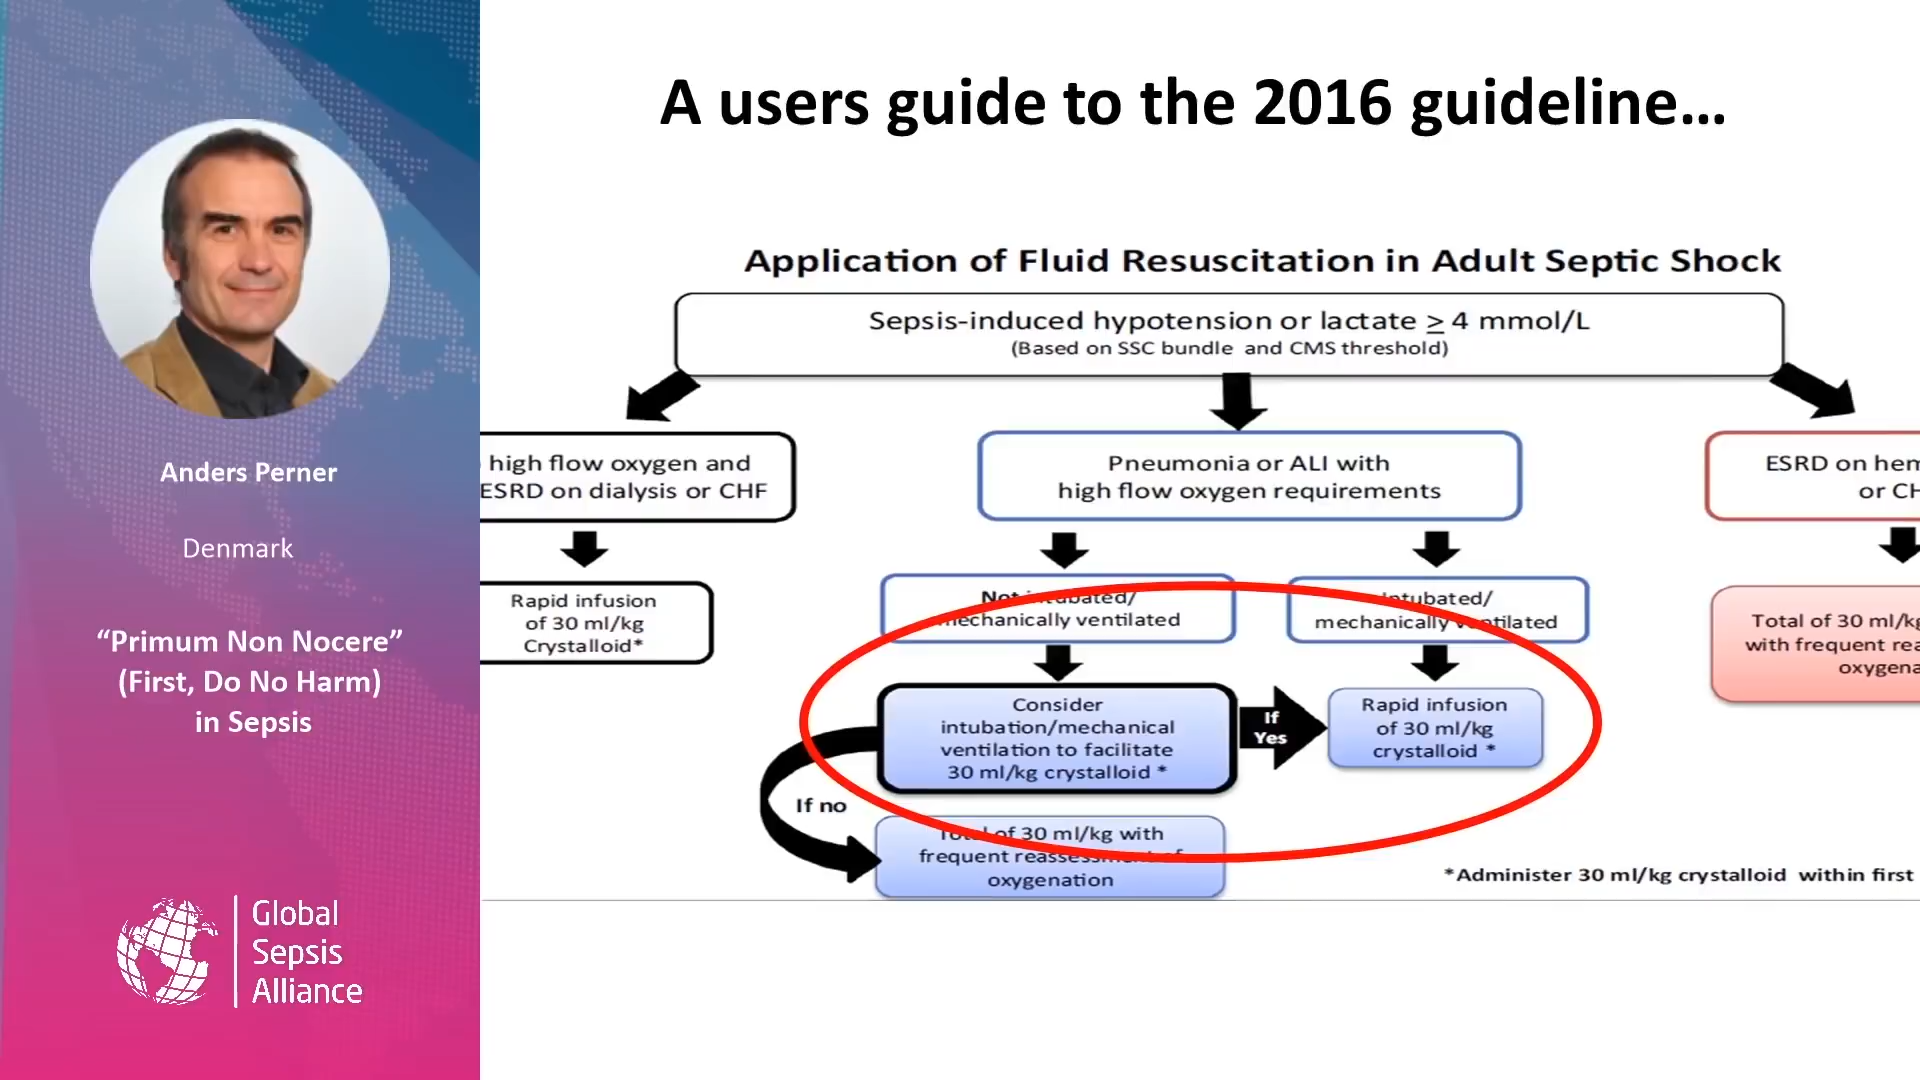 A users guide to the 2016 guideline...
Anders Perner
Denmark
“Primum Non Nocere”
(First, Do No Harm)
in Sepsis
Global
Sepsis
Alliance
Application of Fluid Resuscitation in Adult Septic Shock
Sepsis-induced hypotension or lactate ≥ 4 mmol/L
(Based on SSC bundle and CMS threshold)
high flow oxygen and
ESRD on dialysis or CHF
Rapid infusion
of 30 ml/kg
Crystalloid*
Pneumonia or ALI with
high flow oxygen requirements
Not intubated/
mechanically ventilated
Intubated/
mechanically ventilated
Consider
intubation/mechanical
ventilation to facilitate
30 ml/kg crystalloid *
If
Yes
Rapid infusion
of 30 ml/kg
crystalloid *
If no
Total of 30 ml/kg with
frequent reassessment of
oxygenation
ESRD on hem
or CH
Total of 30 ml/kg
with frequent rea
oxygena
*Administer 30 ml/kg crystalloid within first